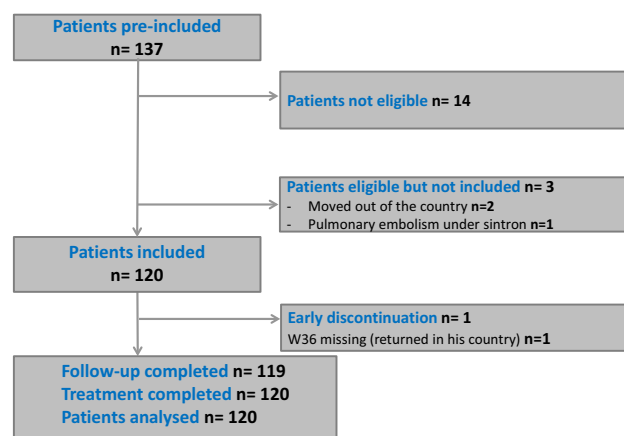 Patients pre-included
n= 137
Patients not eligible n= 14
Patients eligible but not included n= 3
- Moved out of the country n=2
- Pulmonary embolism under sintron n=1
Patients included
n= 120
Early discontinuation n= 1
W36 missing (returned in his country) n=1
Follow-up completed n= 119
Treatment completed n= 120
Patients analysed n= 120